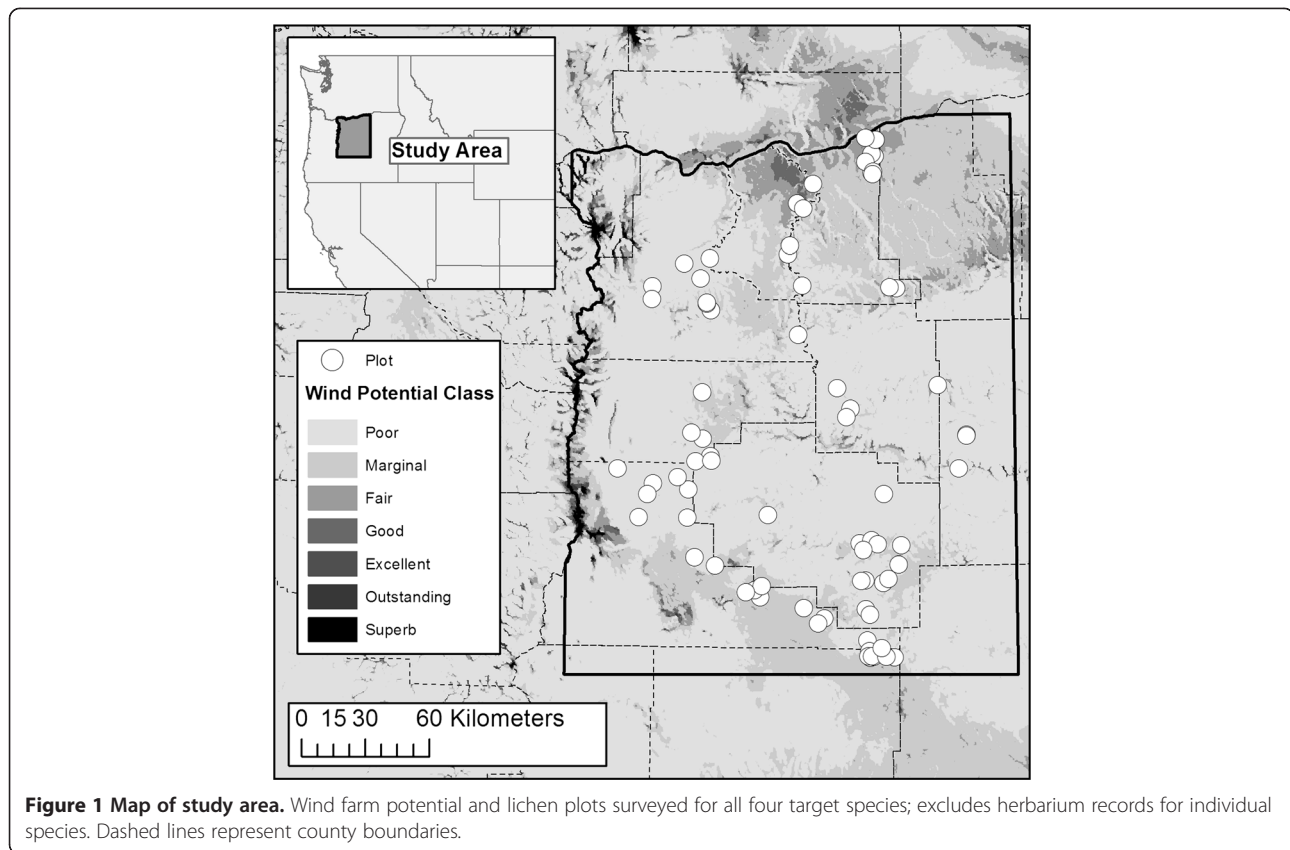 Study Area
Plot
Wind Potential Class
Poor
Marginal
Fair
Good
Excellent
Outstanding
Superb
0 15 30 60 Kilometers
Figure 1 Map of study area. Wind farm potential and lichen plots surveyed for all four target species; excludes herbarium records for individual
species. Dashed lines represent county boundaries.